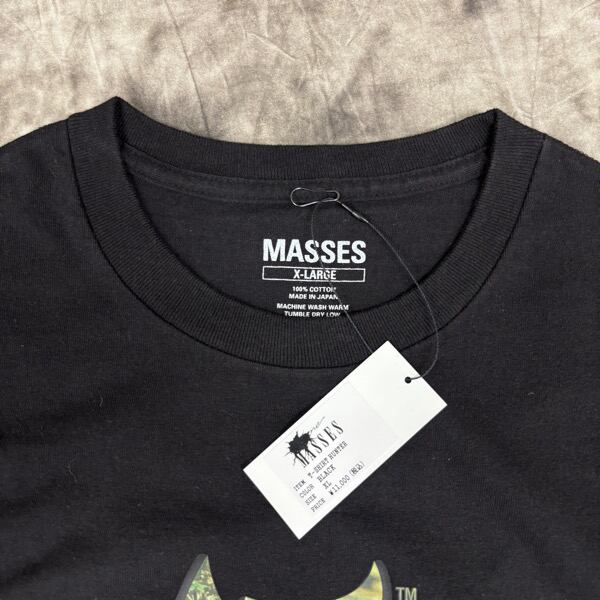 MASSES
X-LARGE
100% COTTON
MADE IN JAPAN
MACHINE WASH WARM
TUMBLE DRY LOW
MASSES
ITEM T-SHIRT HUNTER
COLOR BLACK
SIZE XL
PRICE ¥11,000 (税込)
TM